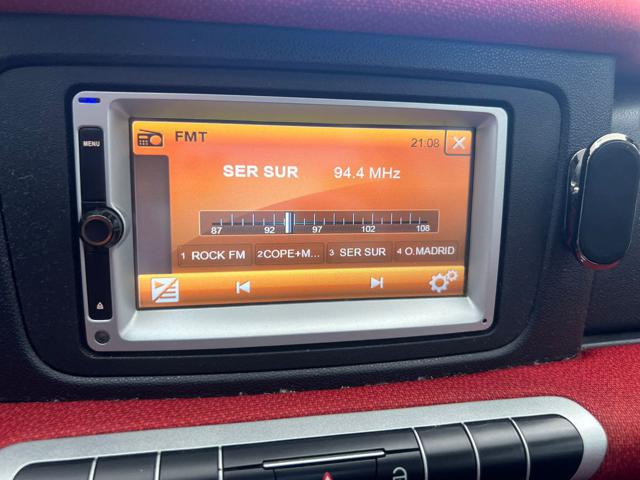 MENU
FMT
21:08
SER SUR 94.4 MHz
87 92 97 102 108
1 ROCK FM 2COPE+M... 3 SER SUR 4 O.MADRID